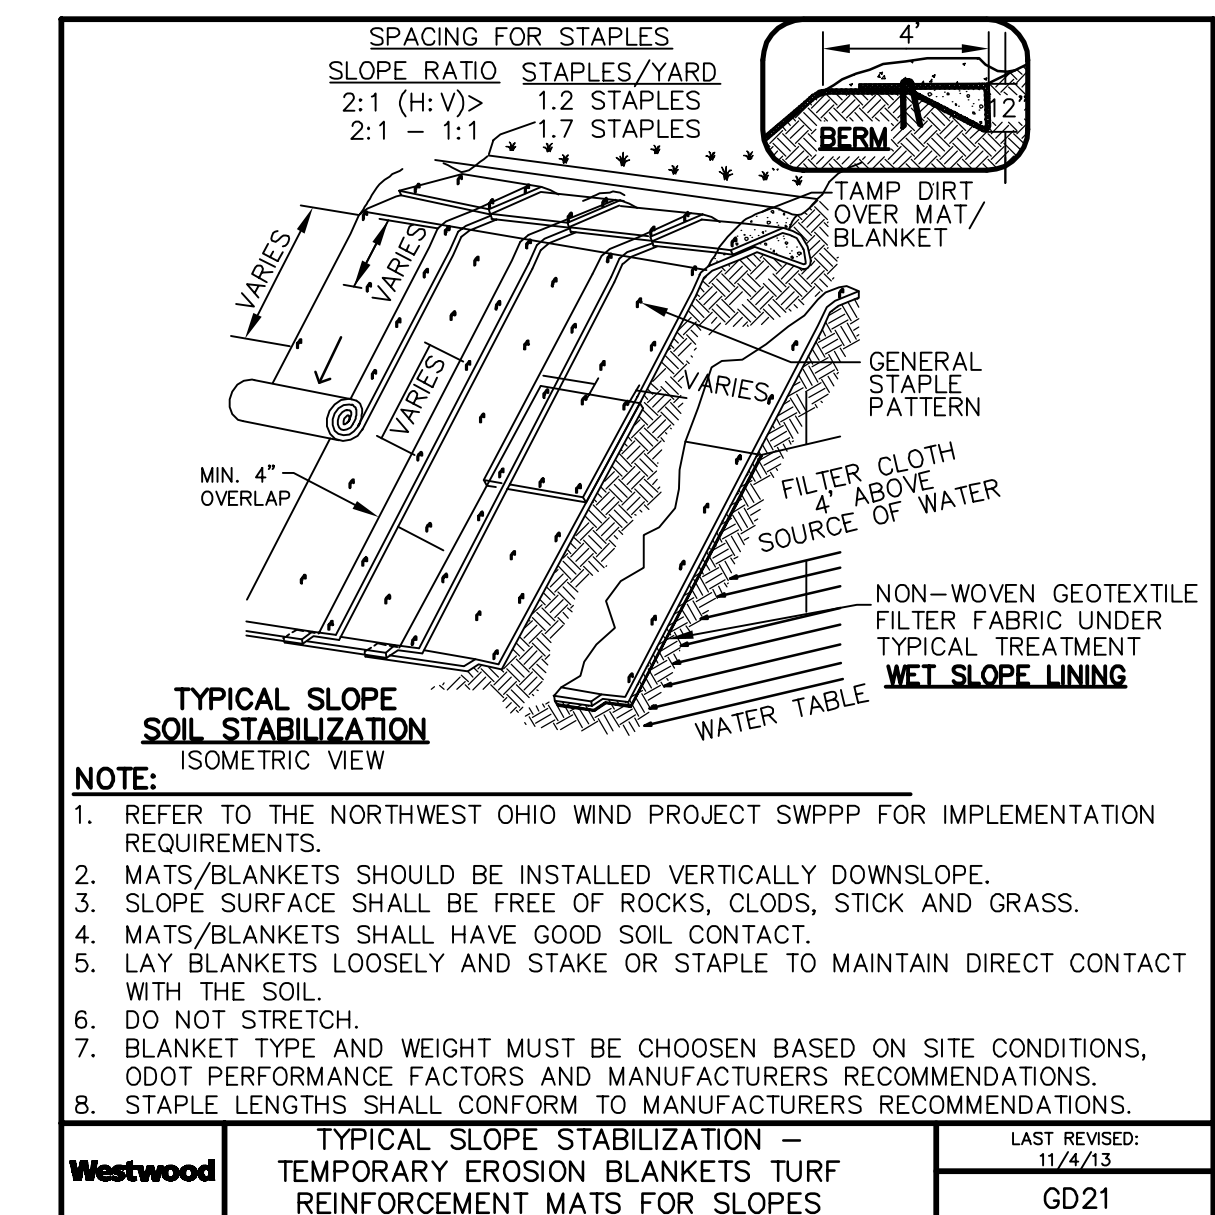 SPACING FOR STAPLES
SLOPE RATIO STAPLES/YARD
2:1 (H:V)> 1.2 STAPLES
2:1 – 1:1 1.7 STAPLES
4'
12"
BERM
TAMP DIRT
OVER MAT/
BLANKET
VARIES
VARIES
VARIES
VARIES
GENERAL
STAPLE
PATTERN
MIN. 4"
OVERLAP
FILTER CLOTH
4' ABOVE
SOURCE OF WATER
NON–WOVEN GEOTEXTILE
FILTER FABRIC UNDER
TYPICAL TREATMENT
WET SLOPE LINING
WATER TABLE
TYPICAL SLOPE
SOIL STABILIZATION
ISOMETRIC VIEW
NOTE:
1. REFER TO THE NORTHWEST OHIO WIND PROJECT SWPPP FOR IMPLEMENTATION
REQUIREMENTS.
2. MATS/BLANKETS SHOULD BE INSTALLED VERTICALLY DOWNSLOPE.
3. SLOPE SURFACE SHALL BE FREE OF ROCKS, CLODS, STICK AND GRASS.
4. MATS/BLANKETS SHALL HAVE GOOD SOIL CONTACT.
5. LAY BLANKETS LOOSELY AND STAKE OR STAPLE TO MAINTAIN DIRECT CONTACT
WITH THE SOIL.
6. DO NOT STRETCH.
7. BLANKET TYPE AND WEIGHT MUST BE CHOOSEN BASED ON SITE CONDITIONS,
ODOT PERFORMANCE FACTORS AND MANUFACTURERS RECOMMENDATIONS.
8. STAPLE LENGTHS SHALL CONFORM TO MANUFACTURERS RECOMMENDATIONS.
Westwood
TYPICAL SLOPE STABILIZATION –
TEMPORARY EROSION BLANKETS TURF
REINFORCEMENT MATS FOR SLOPES
LAST REVISED:
11/4/13
GD21